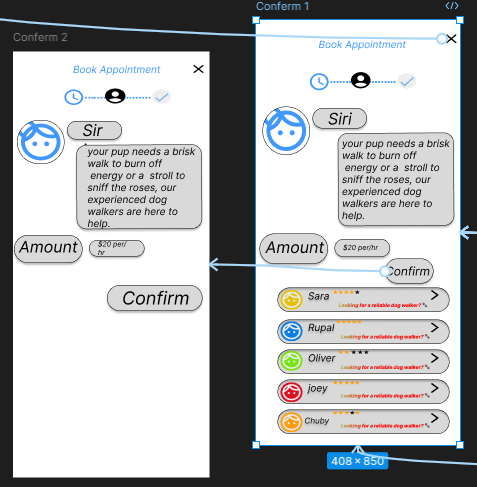 Conferm 2
Book Appointment
Sir
your pup needs a brisk
walk to burn off
energy or a stroll to
sniff the roses, our
experienced dog
walkers are here to
help.
Amount
$20 per/
hr
Confirm
Conferm 1
Book Appointment
Siri
your pup needs a brisk
walk to burn off
energy or a stroll to
sniff the roses, our
experienced dog
walkers are here to
help.
Amount
$20 per/hr
Confirm
Sara
Looking for a reliable dog walker?
Rupal
Looking for a reliable dog walker?
Oliver
Looking for a reliable dog walker?
joey
Looking for a reliable dog walker?
Chuby
Looking for a reliable dog walker?
408 × 850